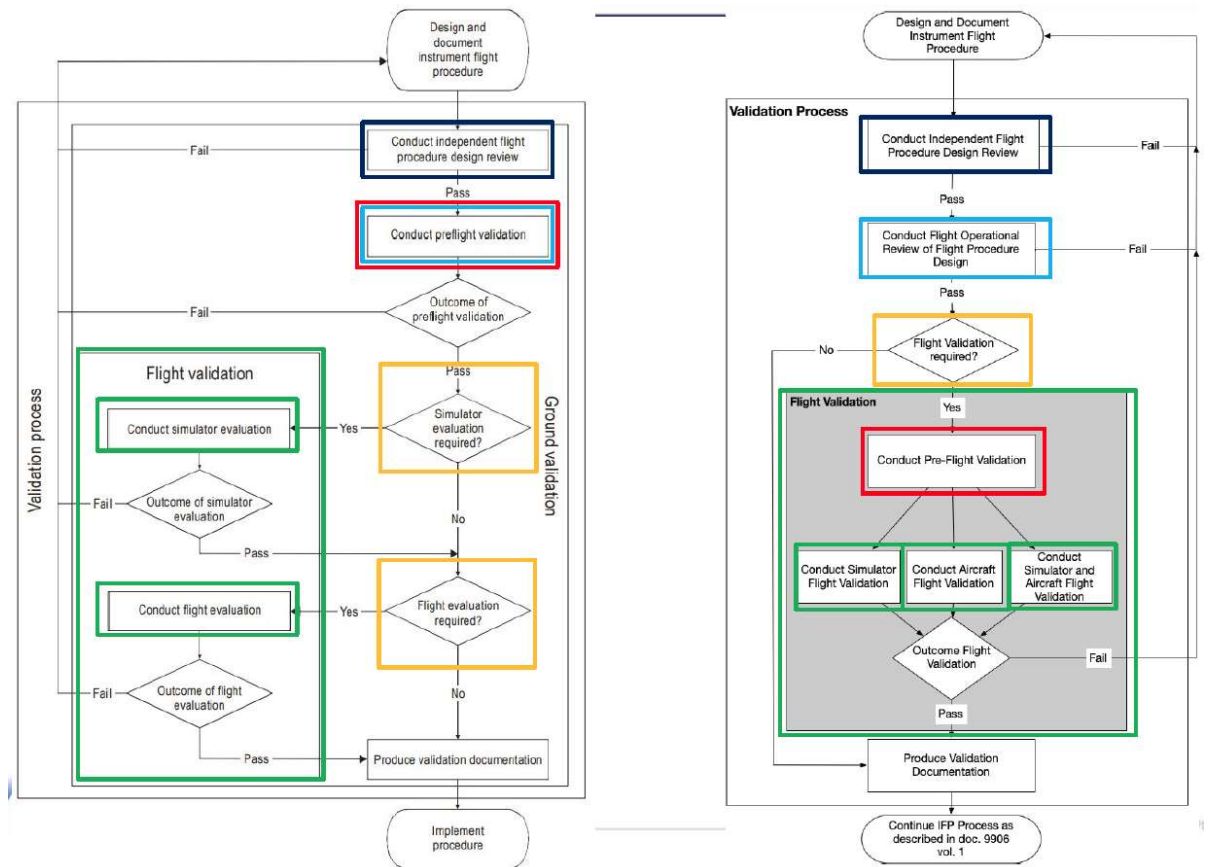 Design and
document
instrument flight
procedure
Conduct independent flight
procedure design review
Fail
Pass
Conduct preflight validation
Outcome of
preflight validation
Fail
Pass
Flight validation
Validation process
Ground validation
Simulator
evaluation
required?
Yes
Conduct simulator evaluation
Outcome of simulator
evaluation
Fail
No
Pass
Flight evaluation
required?
Yes
Conduct flight evaluation
Outcome of flight
evaluation
Fail
No
Pass
Produce validation documentation
Implement
procedure
Design and Document
Instrument Flight
Procedure
Validation Process
Conduct Independent Flight
Procedure Design Review
Fail
Pass
Conduct Flight Operational
Review of Flight Procedure
Design
Fail
Pass
Flight Validation
required?
No
Yes
Flight Validation
Conduct Pre-Flight Validation
Conduct Simulator
Flight Validation
Conduct Aircraft
Flight Validation
Conduct
Simulator and
Aircraft Flight
Validation
Outcome Flight
Validation
Fail
Pass
Produce Validation
Documentation
Continue IFP Process as
described in doc. 9906
vol. 1